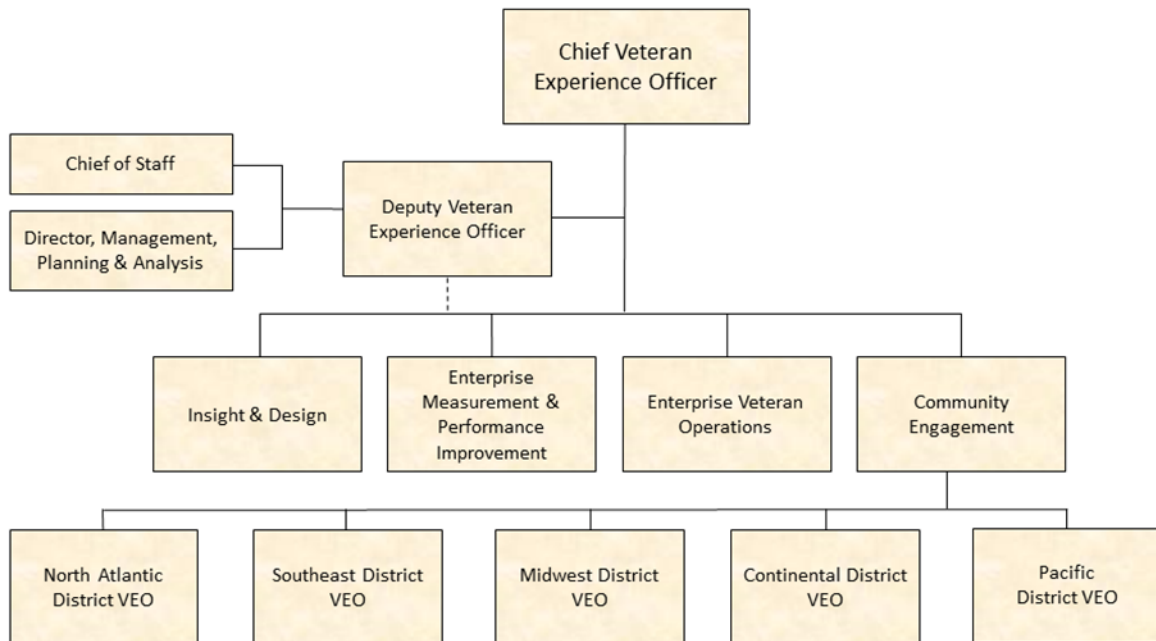 Chief Veteran
Experience Officer
Chief of Staff
Deputy Veteran
Experience Officer
Director, Management,
Planning & Analysis
Insight & Design
Enterprise
Measurement &
Performance
Improvement
Enterprise Veteran
Operations
Community
Engagement
North Atlantic
District VEO
Southeast District
VEO
Midwest District
VEO
Continental District
VEO
Pacific
District VEO